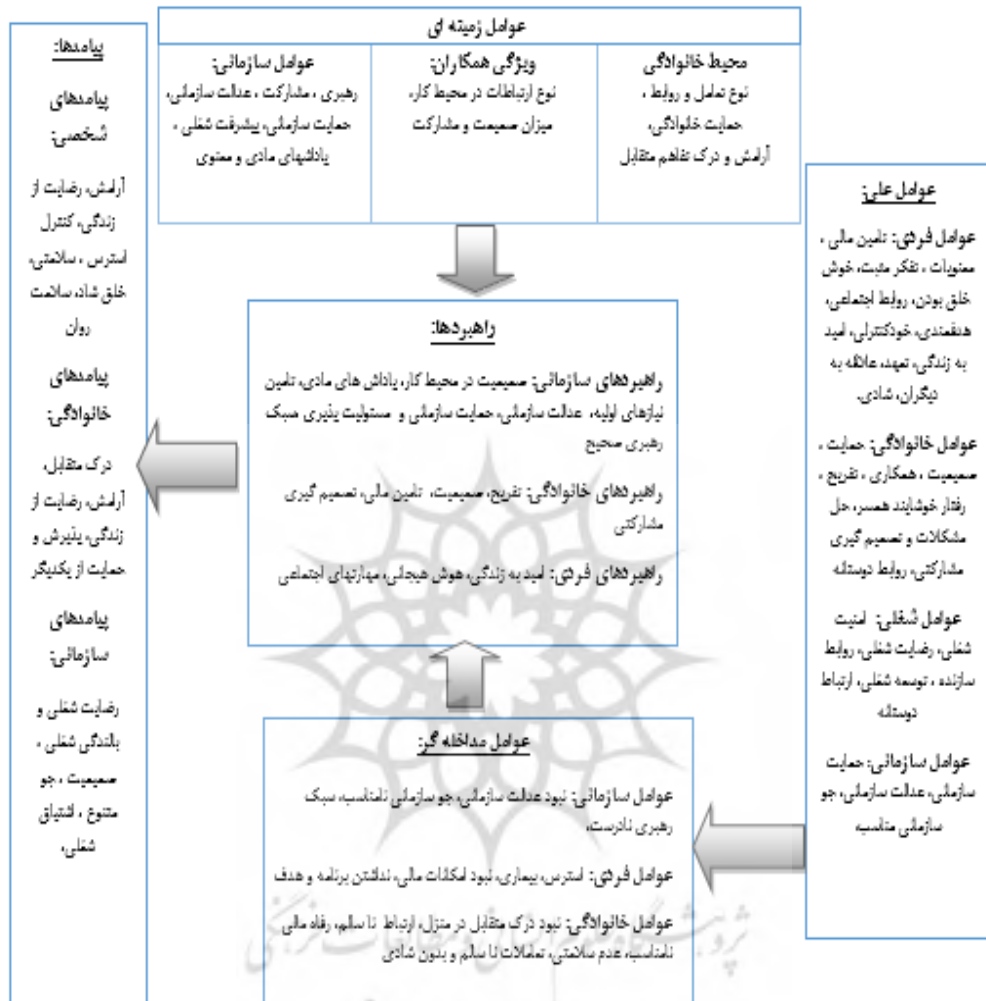 عوامل زمینه ای
محیط خانوادگی
نوع تعامل و روابط ،
حمایت خانوادگی،
آرامش و درک تفاهم متقابل
ویژگی همکاران:
نوع ارتباطات در محیط کار،
میزان صمیمت و مشارکت
عوامل سازمانی:
رهبری ، مشارکت ، عدالت سازمانی،
حمایت سازمانی، پیشرفت شغلی ،
پاداشهای مادی و معنوی
عوامل علی:
عوامل فردی: تامین مالی ،
معنویات ، تفکر مثبت، خوش
خلق بودن، روابط اجتماعی،
هدفمندی، خودکنترلی، امید
به زندگی، تعهد، علاقه به
دیگران، شادی.
عوامل خانوادگی: حمایت ،
صمیمیت ، همکاری ، تفریح ،
رفتار خوشایند همسر، حل
مشکلات و تصمیم گیری
مشارکتی، روابط دوستانه
عوامل شغلی: امنیت
شغلی، رضایت شغلی، روابط
سازنده ، توسعه شغلی، ارتباط
دوستانه
عوامل سازمانی: حمایت
سازمانی، عدالت سازمانی، جو
سازمانی مناسب
راهبردها:
راهبردهای سازمانی: صمیمیت در محیط کار، پاداش های مادی، تامین
نیازهای اولیه، عدالت سازمانی، حمایت سازمانی و مسئولیت پذیری سبک
رهبری صحیح
راهبردهای خانوادگی: تفریح، صمیمیت، تامین مالی، تصمیم گیری
مشارکتی
راهبردهای فردی: امید به زندگی، هوش هیجانی، مهارتهای اجتماعی
عوامل مداخله گر:
عوامل سازمانی: نبود عدالت سازمانی، جو سازمانی نامناسب، سبک
رهبری نادرست،
عوامل فردی: استرس، بیماری، نبود امکانات مالی، نداشتن برنامه و هدف
عوامل خانوادگی: نبود درک متقابل در منزل، ارتباط نا سالم، رفاه مالی
نامناسب، عدم سلامتی، تعاملات نا سالم و بدون شادی
پیامدها:
پیامدهای
شخصی:
آرامش، رضایت از
زندگی، کنترل
استرس ، سلامتی،
خلق شاد، سلامت
روان
پیامدهای
خانوادگی:
درک متقابل،
آرامش، رضایت از
زندگی، پذیرش و
حمایت از یکدیگر
پیامدهای
سازمانی:
رضایت شغلی و
بالندگی شغلی ،
صمیمیت ، جو
متنوع ، اشتیاق
شغلی،